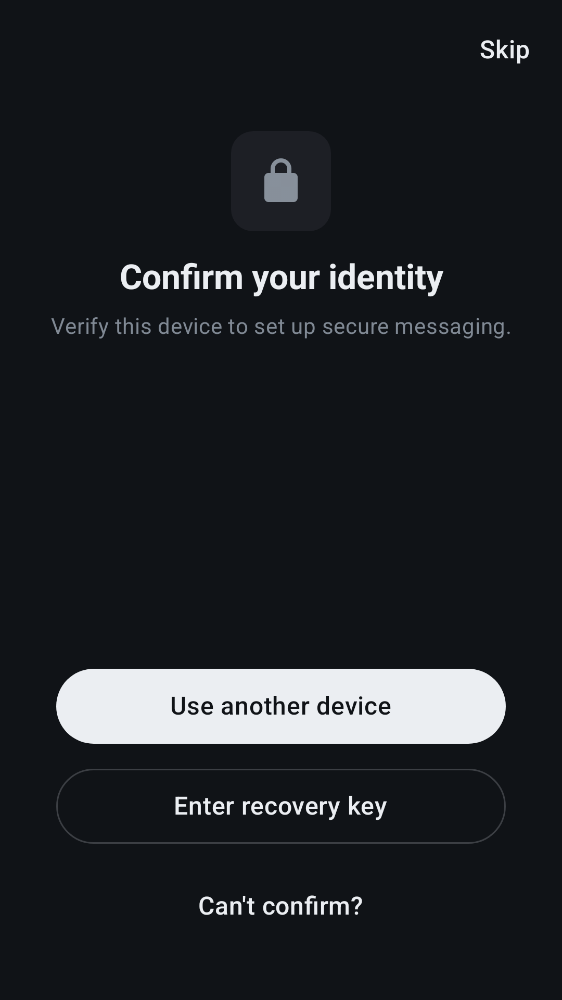 Skip
Confirm your identity
Verify this device to set up secure messaging.
Use another device
Enter recovery key
Can't confirm?